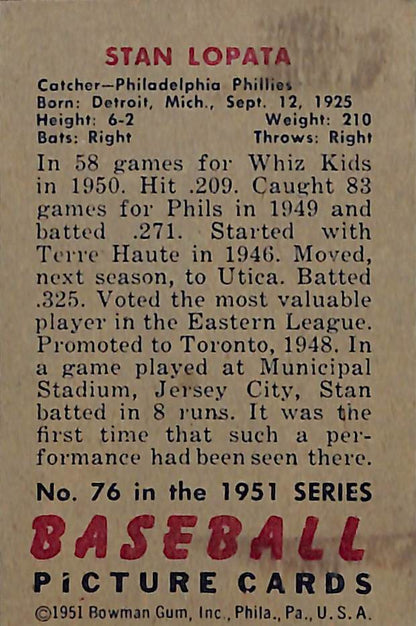 STAN LOPATA
Catcher—Philadelphia Phillies
Born: Detroit, Mich., Sept. 12, 1925
Height: 6-2 Weight: 210
Bats: Right Throws: Right
In 58 games for Whiz Kids
in 1950. Hit .209. Caught 83
games for Phils in 1949 and
batted .271. Started with
Terre Haute in 1946. Moved,
next season, to Utica. Batted
.325. Voted the most valuable
player in the Eastern League.
Promoted to Toronto, 1948. In
a game played at Municipal
Stadium, Jersey City, Stan
batted in 8 runs. It was the
first time that such a per-
formance had been seen there.
No. 76 in the 1951 SERIES
BASEBALL
PICTURE CARDS
©1951 Bowman Gum, Inc., Phila., Pa., U. S. A.